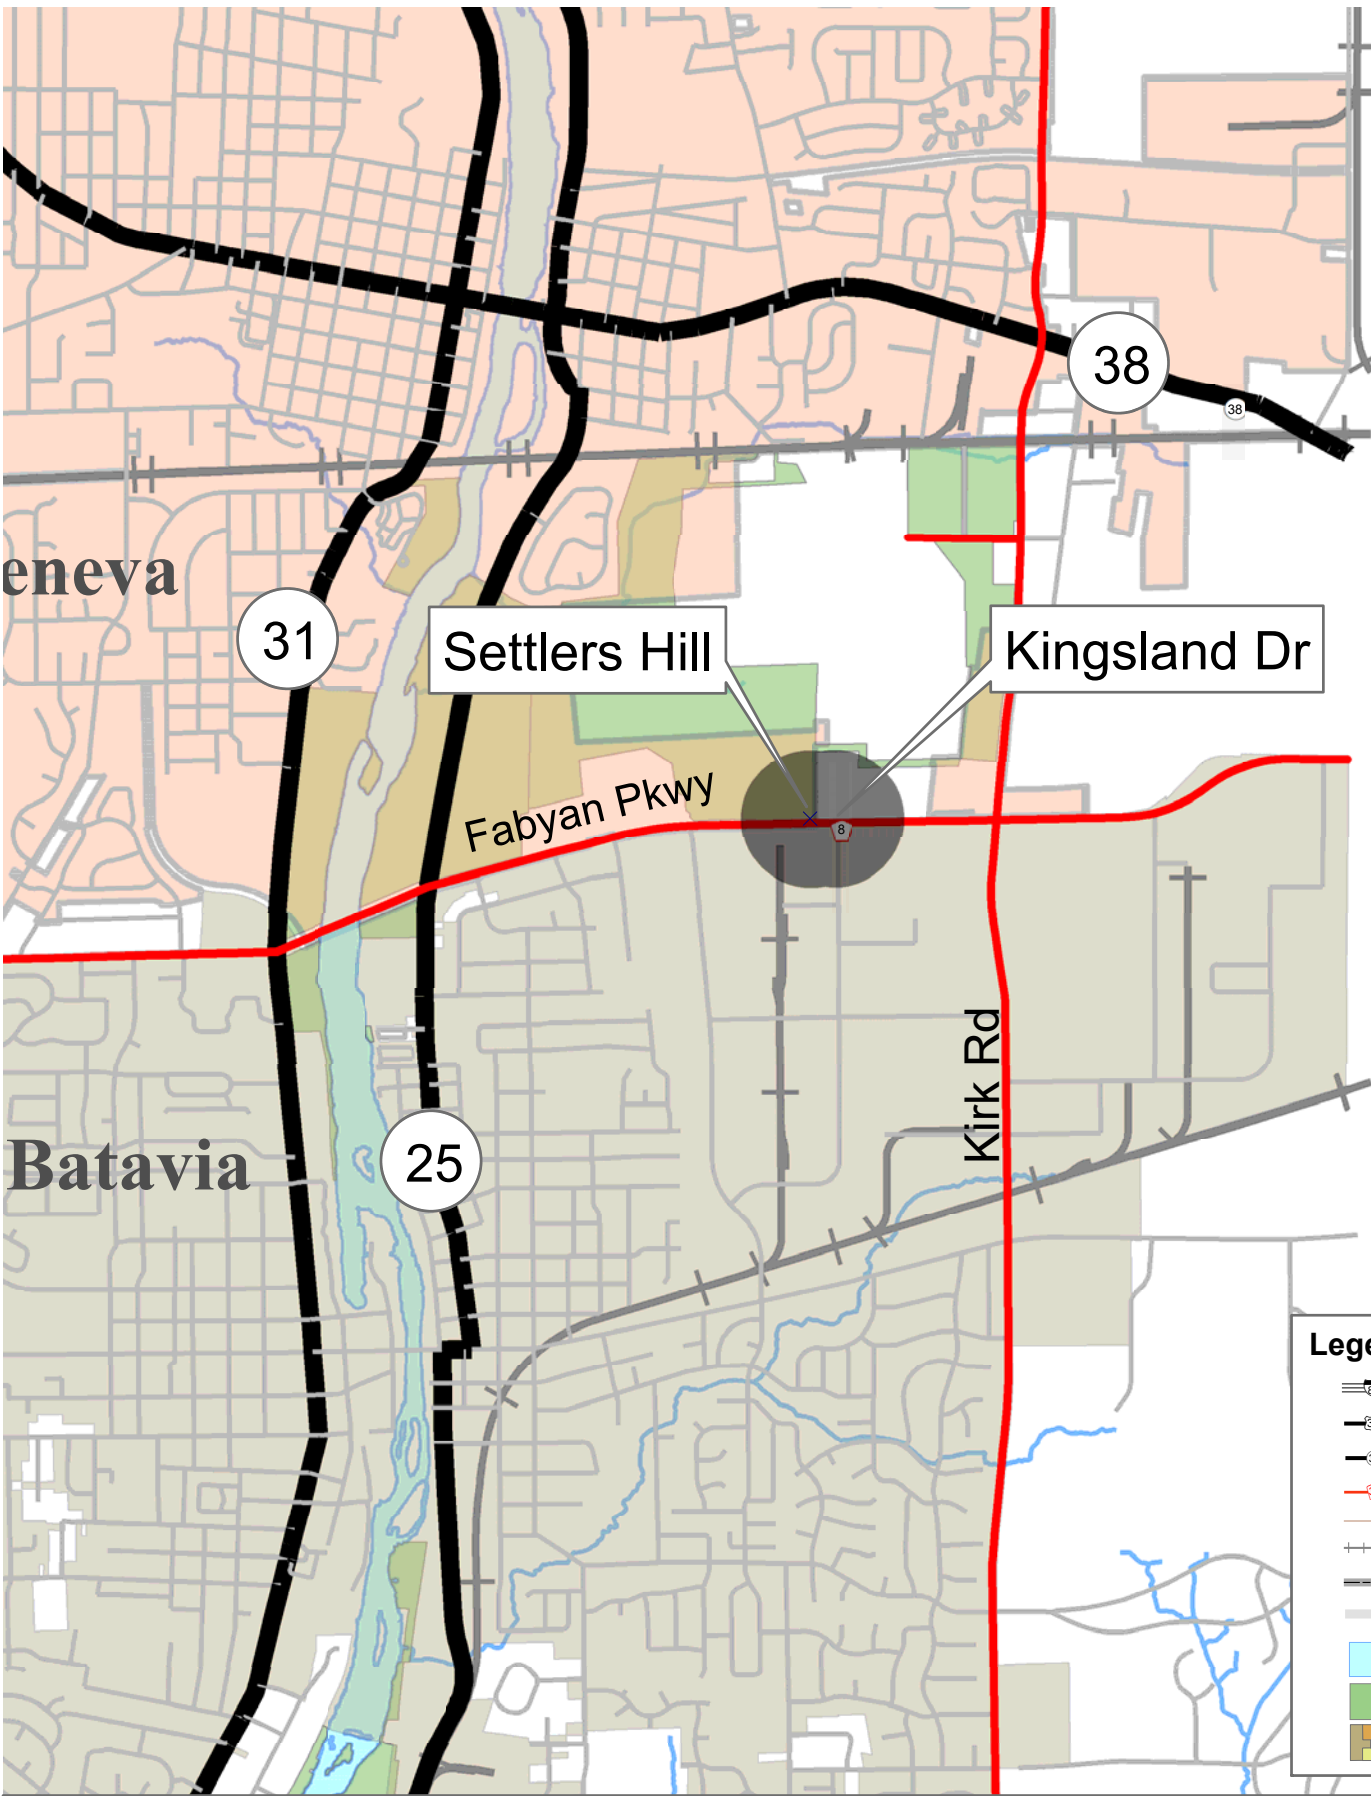 38
38
eneva
31
Settlers Hill
Kingsland Dr
Fabyan Pkwy
8
Kirk Rd
Batavia
25
Lege